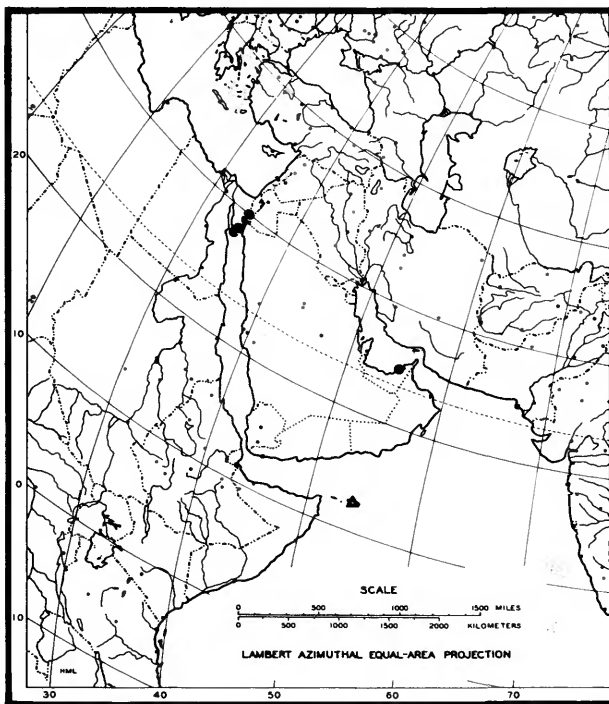 20
10
0
10
SCALE
0 500 1000 1500 MILES
0 500 1000 1500 2000 KILOMETERS
LAMBERT AZIMUTHAL EQUAL-AREA PROJECTION
HML
30 40 50 60 70